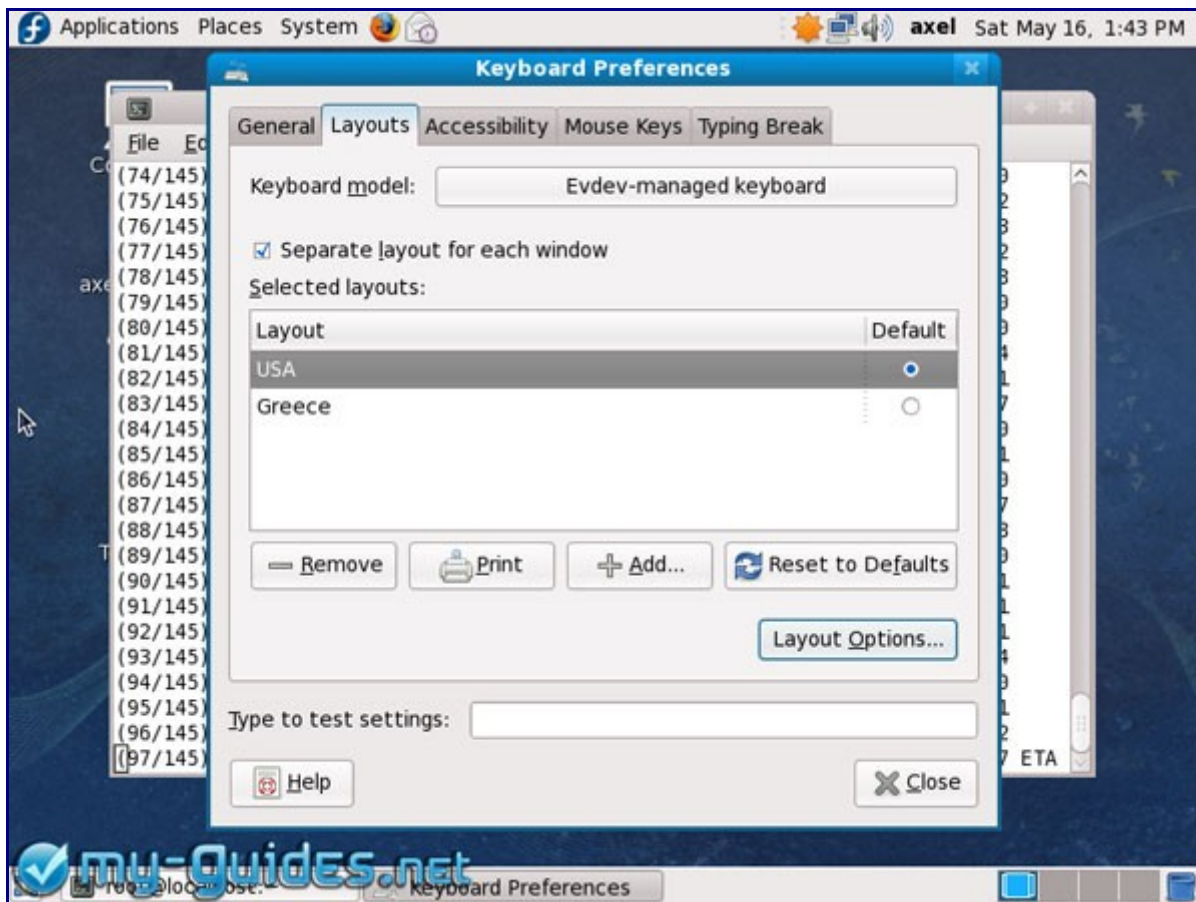 Applications Places System axel Sat May 16, 1:43 PM
Keyboard Preferences
File
General Layouts Accessibility Mouse Keys Typing Break
Keyboard model: Evdev-managed keyboard
Separate layout for each window
Selected layouts:
Layout Default
USA
Greece
Remove Print Add... Reset to Defaults
Layout Options...
Type to test settings:
Help Close
(74/145)
(75/145)
(76/145)
(77/145)
(78/145)
(79/145)
(80/145)
(81/145)
(82/145)
(83/145)
(84/145)
(85/145)
(86/145)
(87/145)
(88/145)
(89/145)
(90/145)
(91/145)
(92/145)
(93/145)
(94/145)
(95/145)
(96/145)
(97/145) ETA
my-guides.net
Keyboard Preferences